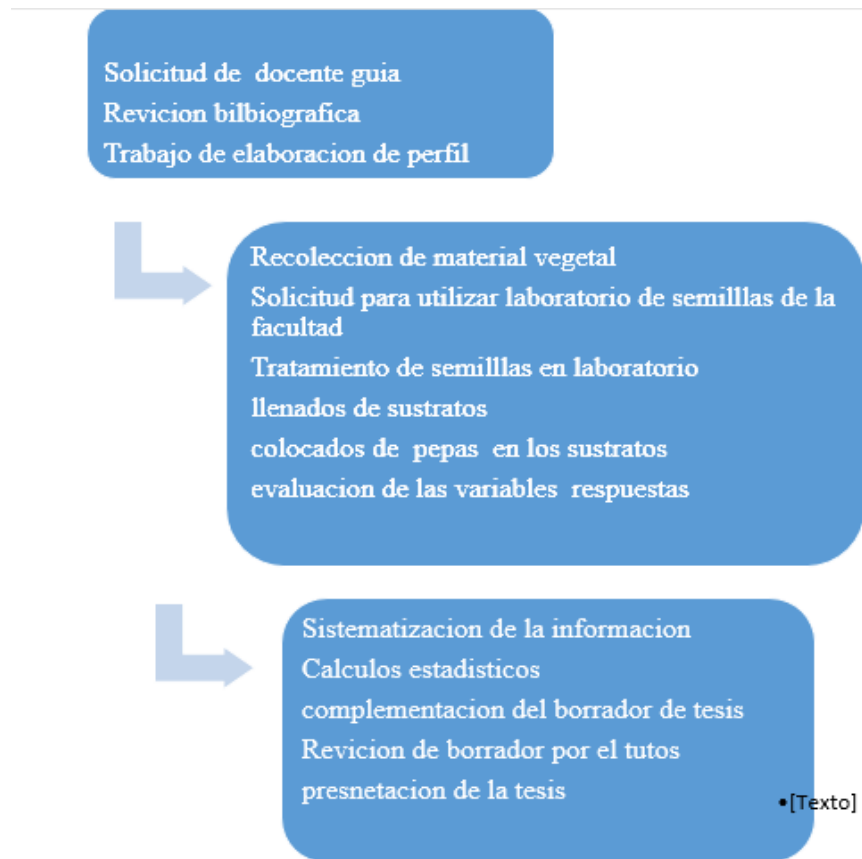 Solicitud de  docente guia
Revicion bilbiografica
Trabajo de elaboracion de perfil
Recoleccion de material vegetal
Solicitud para utilizar laboratorio de semilllas de la
facultad
Tratamiento de semilllas en laboratorio
llenados de sustratos
colocados de  pepas  en los sustratos
evaluacion de las variables  respuestas
Sistematizacion de la informacion
Calculos estadisticos
complementacion del borrador de tesis
Revicion de borrador por el tutos
presnetacion de la tesis
•[Texto]